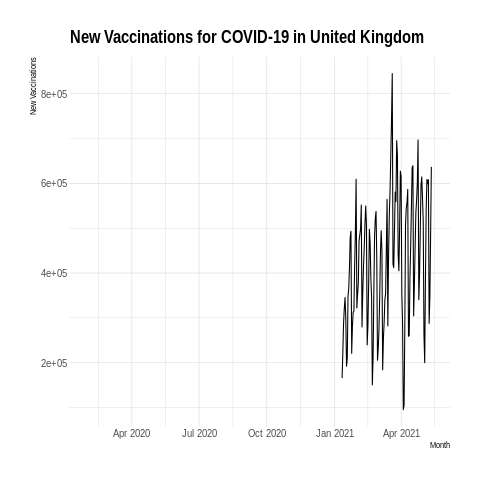 New Vaccinations for COVID-19 in United Kingdom
New Vaccinations
8e+05
6e+05
4e+05
2e+05
Apr 2020 Jul 2020 Oct 2020 Jan 2021 Apr 2021
Month